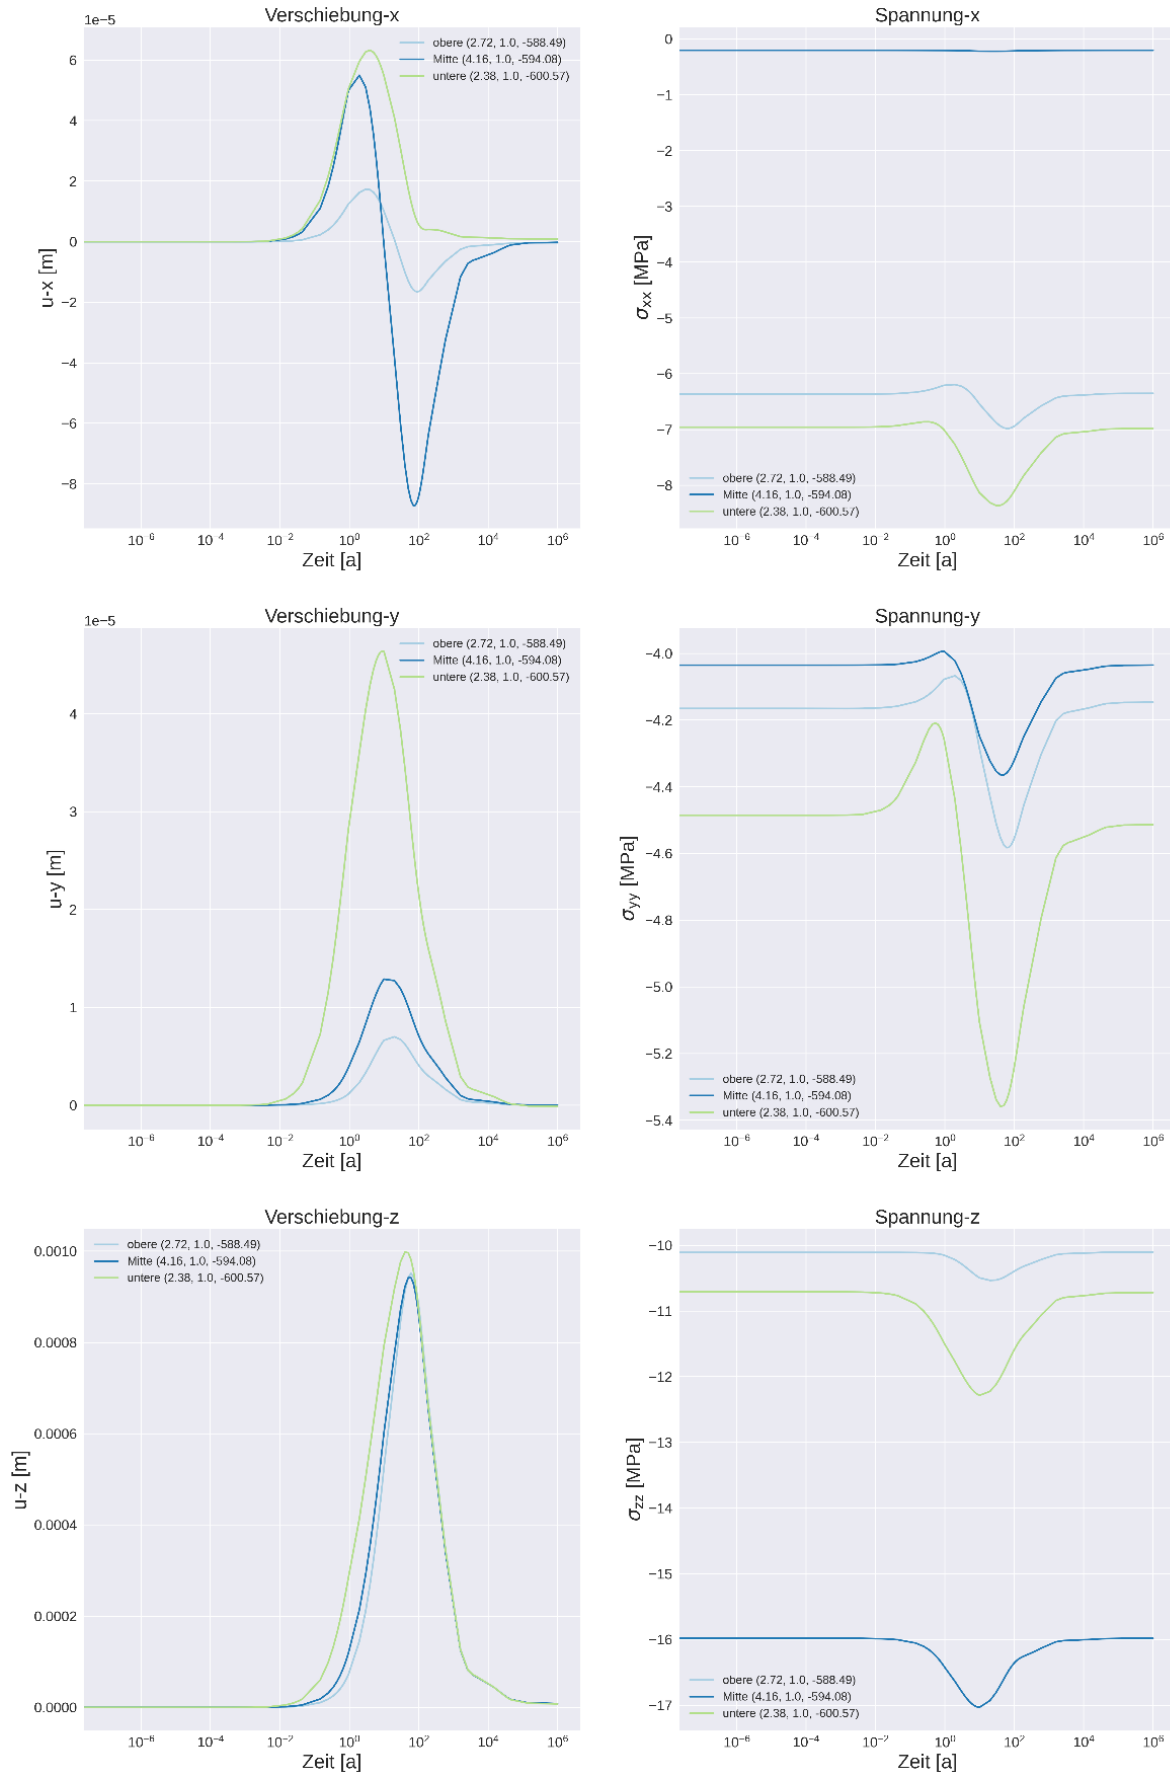 Verschiebung-x
1e−5
obere (2.72, 1.0, -588.49)
Mitte (4.16, 1.0, -594.08)
untere (2.38, 1.0, -600.57)
6
4
2
0
−2
−4
−6
−8
u-x [m]
10⁻⁶ 10⁻⁴ 10⁻² 10⁰ 10² 10⁴ 10⁶
Zeit [a]
Spannung-x
0
−1
−2
−3
−4
−5
−6
−7
−8
σxx [MPa]
obere (2.72, 1.0, -588.49)
Mitte (4.16, 1.0, -594.08)
untere (2.38, 1.0, -600.57)
10⁻⁶ 10⁻⁴ 10⁻² 10⁰ 10² 10⁴ 10⁶
Zeit [a]
Verschiebung-y
1e−5
obere (2.72, 1.0, -588.49)
Mitte (4.16, 1.0, -594.08)
untere (2.38, 1.0, -600.57)
4
3
2
1
0
u-y [m]
10⁻⁶ 10⁻⁴ 10⁻² 10⁰ 10² 10⁴ 10⁶
Zeit [a]
Spannung-y
−4.0
−4.2
−4.4
−4.6
−4.8
−5.0
−5.2
−5.4
σyy [MPa]
obere (2.72, 1.0, -588.49)
Mitte (4.16, 1.0, -594.08)
untere (2.38, 1.0, -600.57)
10⁻⁶ 10⁻⁴ 10⁻² 10⁰ 10² 10⁴ 10⁶
Zeit [a]
Verschiebung-z
obere (2.72, 1.0, -588.49)
Mitte (4.16, 1.0, -594.08)
untere (2.38, 1.0, -600.57)
0.0010
0.0008
0.0006
0.0004
0.0002
0.0000
u-z [m]
10⁻⁶ 10⁻⁴ 10⁻² 10⁰ 10² 10⁴ 10⁶
Zeit [a]
Spannung-z
−10
−11
−12
−13
−14
−15
−16
−17
σzz [MPa]
obere (2.72, 1.0, -588.49)
Mitte (4.16, 1.0, -594.08)
untere (2.38, 1.0, -600.57)
10⁻⁶ 10⁻⁴ 10⁻² 10⁰ 10² 10⁴ 10⁶
Zeit [a]